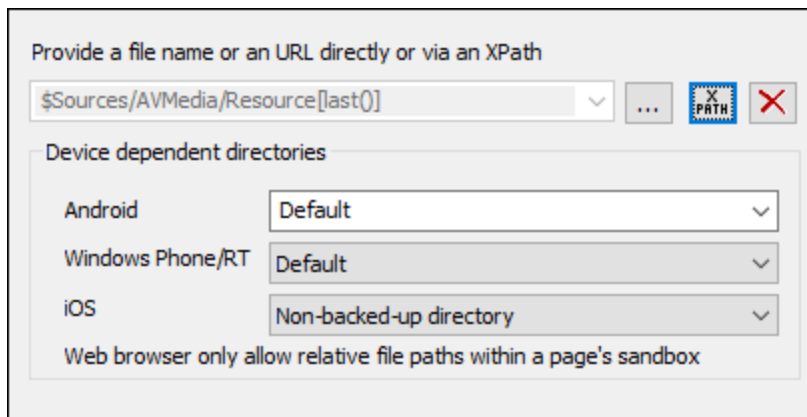 Provide a file name or an URL directly or via an XPath
$Sources/AVMedia/Resource[last()]
...
X
PATH
Device dependent directories
Android Default
Windows Phone/RT Default
iOS Non-backed-up directory
Web browser only allow relative file paths within a page's sandbox